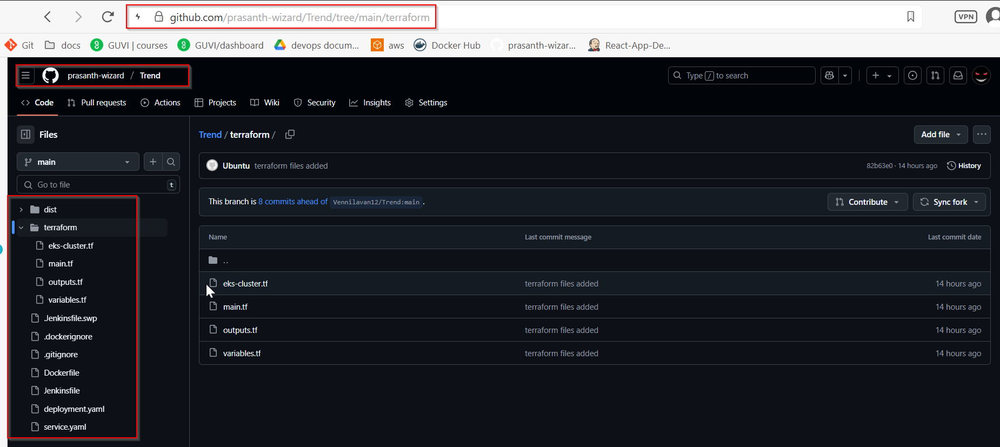 github.com/prasanth-wizard/Trend/tree/main/terraform
VPN
Git docs GUVI | courses GUVI/dashboard devops docum... aws Docker Hub prasanth-wizar... React-App-De...
prasanth-wizard / Trend
Type / to search
Code Pull requests Actions Projects Wiki Security Insights Settings
Files
Trend / terraform /
Add file
main
Go to file t
Ubuntu terraform files added
82b63e0 · 14 hours ago History
This branch is 8 commits ahead of Vennilavan12/Trend:main .
Contribute Sync fork
dist
terraform
eks-cluster.tf
main.tf
outputs.tf
variables.tf
.Jenkinsfile.swp
.dockerignore
.gitignore
Dockerfile
Jenkinsfile
deployment.yaml
service.yaml
Name Last commit message Last commit date
..
eks-cluster.tf terraform files added 14 hours ago
main.tf terraform files added 14 hours ago
outputs.tf terraform files added 14 hours ago
variables.tf terraform files added 14 hours ago